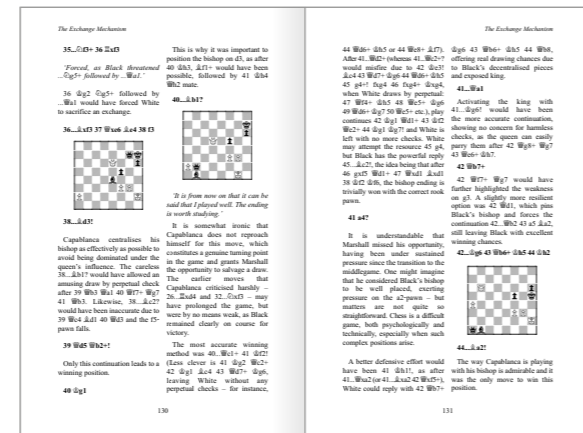 The Exchange Mechanism
35...♘f3+ 36 ♖xf3
‘Forced, as Black threatened
...♘g5+ followed by ...♕a1.’
36 ♔g2 ♘g5+ followed by
...♕a1 would have forced White
to sacrifice an exchange.
36...♗xf3 37 ♕xe6 ♗e4 38 f3
38...♗d3!
Capablanca centralises his
bishop as effectively as possible to
avoid being dominated under the
queen's influence. The careless
38...♗b1? would have allowed an
amusing draw by perpetual check
after 39 ♕b3 ♕a1 40 ♕f7+ ♕g7
41 ♕b3. Likewise, 38...♗c2?
would have been inaccurate due to
39 ♕c4 ♗d1 40 ♕d3 and the f5-
pawn falls.
39 ♕d5 ♕b2+!
Only this continuation leads to a
winning position.
40 ♔g1
This is why it was important to
position the bishop on d3, as after
40 ♔h3, ♗f1+ would have been
possible, followed by 41 ♔h4
♕h2 mate.
40...♗b1?
‘It is from now on that it can be
said that I played well. The ending
is worth studying.’
It is somewhat ironic that
Capablanca does not reproach
himself for this move, which
constitutes a genuine turning point
in the game and grants Marshall
the opportunity to salvage a draw.
The earlier moves that
Capablanca criticised harshly –
26...♖xd4 and 32...♘xf3 – may
have prolonged the game, but
were by no means weak, as Black
remained clearly on course for
victory.
The most accurate winning
method was 40...♕c1+ 41 ♔f2!
(Less clever is 41 ♔g2 ♕c2+
42 ♔g1 ♗c4 43 ♕d7+ ♔g6,
leaving White without any
perpetual checks – for instance,
130
The Exchange Mechanism
44 ♕d6+ ♔h5 or 44 ♕e8+ ♗f7).
After 41...♕d2+ (whereas 41...♕c2+?
would misfire due to 42 ♔e3!
♗c4 43 ♕d7+ ♔g6 44 ♕d6+ ♔h5
45 g4+! fxg4 46 fxg4+ ♔xg4,
when White draws by perpetual:
47 ♕f4+ ♔h5 48 ♕e5+ ♔g6
49 ♕d6+ ♔g7 50 ♕e5+ etc.), play
continues 42 ♔g1 ♕d1+ 43 ♔f2
♕e2+ 44 ♔g1 ♔g7! and White is
left with no more checks. White
may attempt the resource 45 g4,
but Black has the powerful reply
45...♗c2!, the idea being that after
46 gxf5 ♕d1+ 47 ♕xd1 ♗xd1
38 ♔f2 ♔f6, the bishop ending is
trivially won with the correct rook
pawn.
41 a4?
It is understandable that
Marshall missed his opportunity,
having been under sustained
pressure since the transition to the
middlegame. One might imagine
that he considered Black's bishop
to be well placed, exerting
pressure on the a2-pawn – but
matters are not quite so
straightforward. Chess is a difficult
game, both psychologically and
technically, especially when such
complex positions arise.
A better defensive effort would
have been 41 ♔h1!, as after
41...♕xa2 (or 41...♗xa2 42 ♕xf5+),
White could reply with 42 ♕b7+
♔g6 43 ♕b6+ ♔h5 44 ♕b8,
offering real drawing chances due
to Black's decentralised pieces
and exposed king.
41...♕a1
Activating the king with
41...♔g6! would have been
the more accurate continuation,
showing no concern for harmless
checks, as the queen can easily
parry them after 42 ♕g8+ ♕g7
43 ♕e6+ ♔h7.
42 ♕b7+
42 ♕f7+ ♕g7 would have
further highlighted the weakness
on g3. A slightly more resilient
option was 42 ♕d1, which pins
Black's bishop and forces the
continuation 42...♕b2 43 a5 ♗a2,
still leaving Black with excellent
winning chances.
42...♔g6 43 ♕b6+ ♔h5 44 ♔h2
44...♗a2!
The way Capablanca is playing
with his bishop is admirable and it
was the only move to win this
position.
131